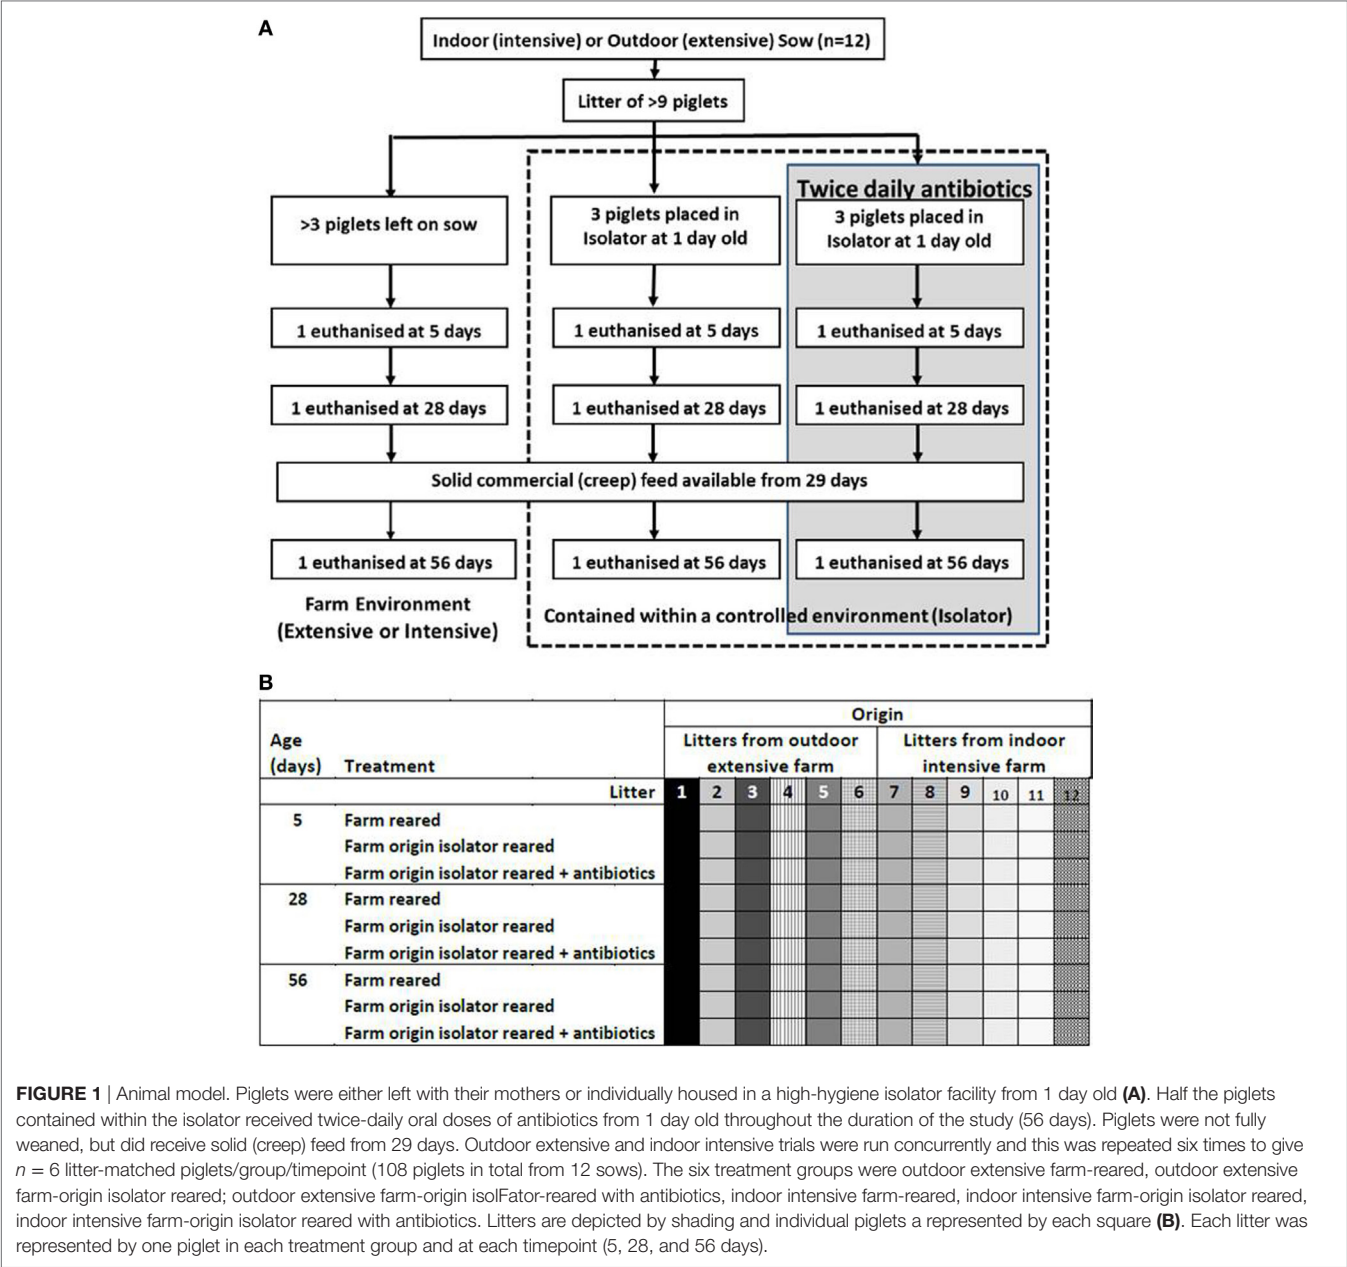 A
Indoor (intensive) or Outdoor (extensive) Sow (n=12)
Litter of >9 piglets
Twice daily antibiotics
>3 piglets left on sow
3 piglets placed in
Isolator at 1 day old
3 piglets placed in
Isolator at 1 day old
1 euthanised at 5 days
1 euthanised at 5 days
1 euthanised at 5 days
1 euthanised at 28 days
1 euthanised at 28 days
1 euthanised at 28 days
Solid commercial (creep) feed available from 29 days
1 euthanised at 56 days
1 euthanised at 56 days
1 euthanised at 56 days
Farm Environment
(Extensive or Intensive)
Contained within a controlled environment (Isolator)
B
Origin
Age
(days) Treatment
Litters from outdoor
extensive farm
Litters from indoor
intensive farm
Litter 1 2 3 4 5 6 7 8 9 10 11 12
5 Farm reared
Farm origin isolator reared
Farm origin isolator reared + antibiotics
28 Farm reared
Farm origin isolator reared
Farm origin isolator reared + antibiotics
56 Farm reared
Farm origin isolator reared
Farm origin isolator reared + antibiotics
FIGURE 1 | Animal model. Piglets were either left with their mothers or individually housed in a high-hygiene isolator facility from 1 day old (A). Half the piglets
contained within the isolator received twice-daily oral doses of antibiotics from 1 day old throughout the duration of the study (56 days). Piglets were not fully
weaned, but did receive solid (creep) feed from 29 days. Outdoor extensive and indoor intensive trials were run concurrently and this was repeated six times to give
n = 6 litter-matched piglets/group/timepoint (108 piglets in total from 12 sows). The six treatment groups were outdoor extensive farm-reared, outdoor extensive
farm-origin isolator reared; outdoor extensive farm-origin isolFator-reared with antibiotics, indoor intensive farm-reared, indoor intensive farm-origin isolator reared,
indoor intensive farm-origin isolator reared with antibiotics. Litters are depicted by shading and individual piglets a represented by each square (B). Each litter was
represented by one piglet in each treatment group and at each timepoint (5, 28, and 56 days).